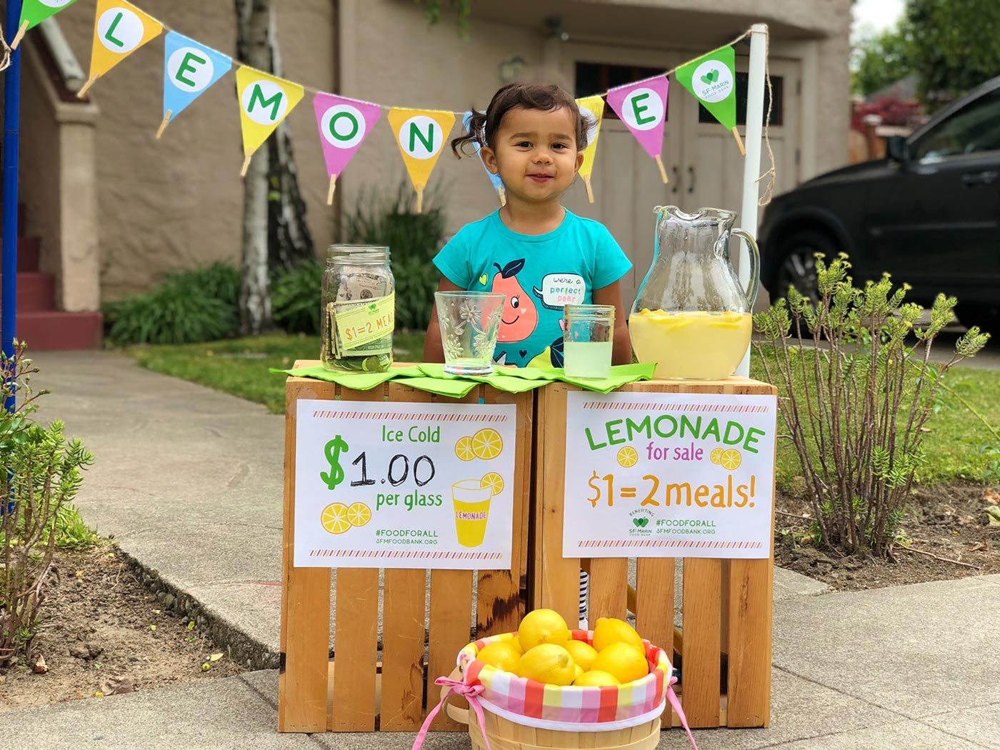 L E M O N E
SF-MARIN
FOOD BANK
were a
perfect
pear
$1=2 MEA
Ice Cold
$1.00
per glass
LEMONADE
#FOODFORALL
SFMFOODBANK.ORG
LEMONADE
for sale
$1=2 meals!
BENEFITING
SF-MARIN
FOOD BANK
#FOODFORALL
SFMFOODBANK.ORG